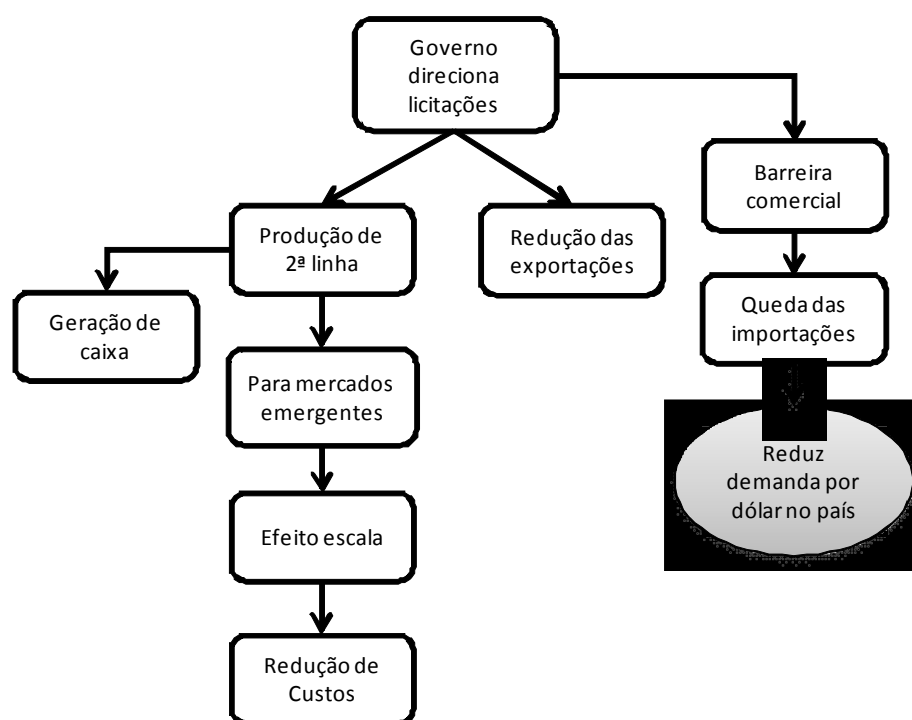 Governo
direciona
licitações
Barreira
comercial
Produção de
2ª linha
Redução das
exportações
Geração de
caixa
Queda das
importações
Para mercados
emergentes
Reduz
demanda por
dólar no país
Efeito escala
Redução de
Custos